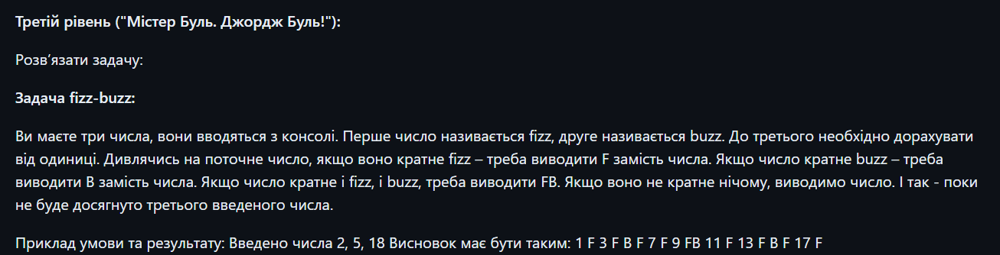 Третій рівень ("Містер Буль. Джордж Буль!"):
Розв’язати задачу:
Задача fizz-buzz:
Ви маєте три числа, вони вводяться з консолі. Перше число називається fizz, друге називається buzz. До третього необхідно дорахувати
від одиниці. Дивлячись на поточне число, якщо воно кратне fizz – треба виводити F замість числа. Якщо число кратне buzz – треба
виводити B замість числа. Якщо число кратне і fizz, і buzz, треба виводити FB. Якщо воно не кратне нічому, виводимо число. І так - поки
не буде досягнуто третього введеного числа.
Приклад умови та результату: Введено числа 2, 5, 18 Висновок має бути таким: 1 F 3 F B F 7 F 9 FB 11 F 13 F B F 17 F